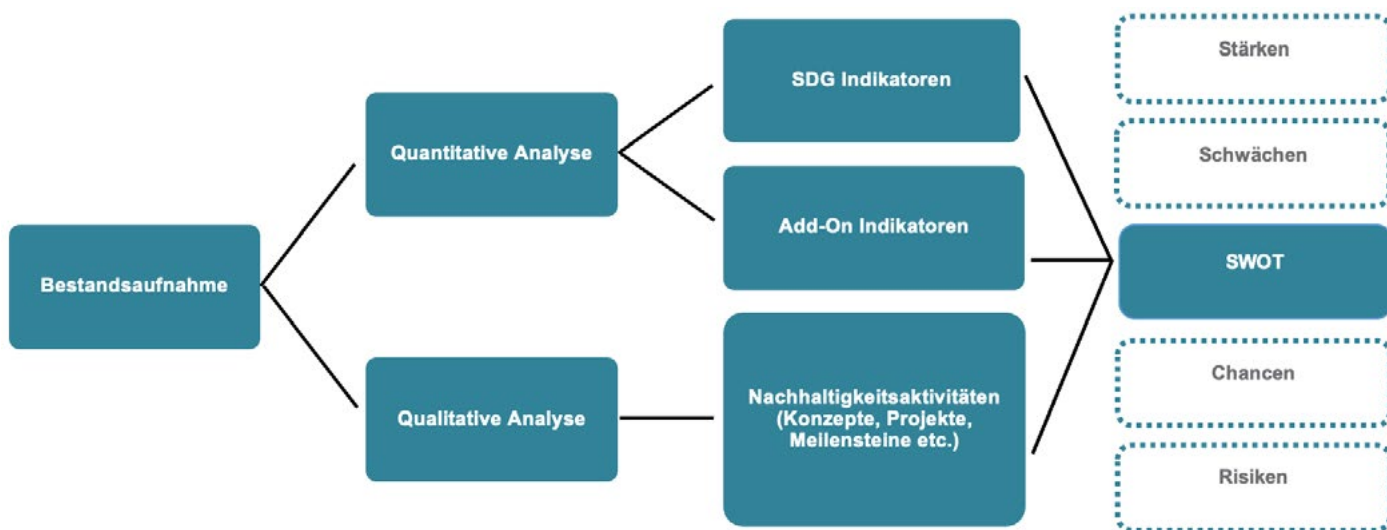 Bestandsaufnahme
Quantitative Analyse
Qualitative Analyse
SDG Indikatoren
Add-On Indikatoren
Nachhaltigkeitsaktivitäten
(Konzepte, Projekte,
Meilensteine etc.)
Stärken
Schwächen
SWOT
Chancen
Risiken